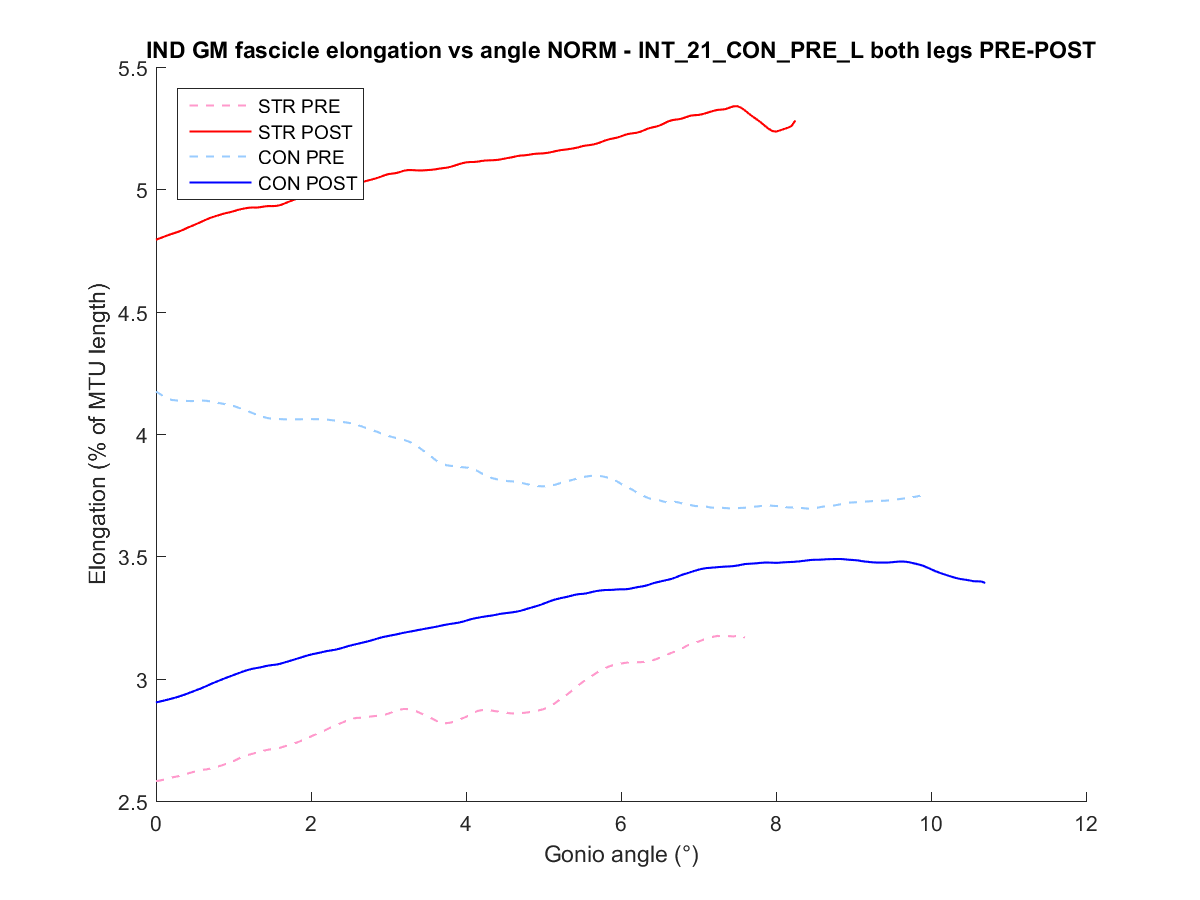 IND GM fascicle elongation vs angle NORM - INT_21_CON_PRE_L both legs PRE-POST
5.5
STR PRE
STR POST
CON PRE
CON POST
5
4.5
4
3.5
3
2.5
Elongation (% of MTU length)
0 2 4 6 8 10 12
Gonio angle (°)